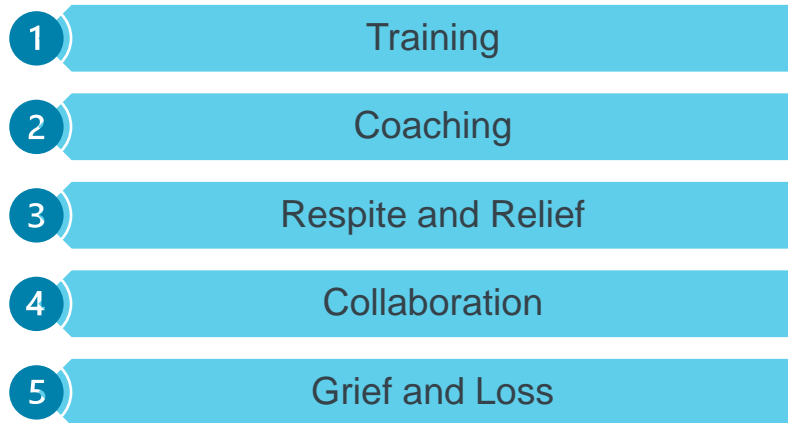 1 Training
2 Coaching
3 Respite and Relief
4 Collaboration
5 Grief and Loss